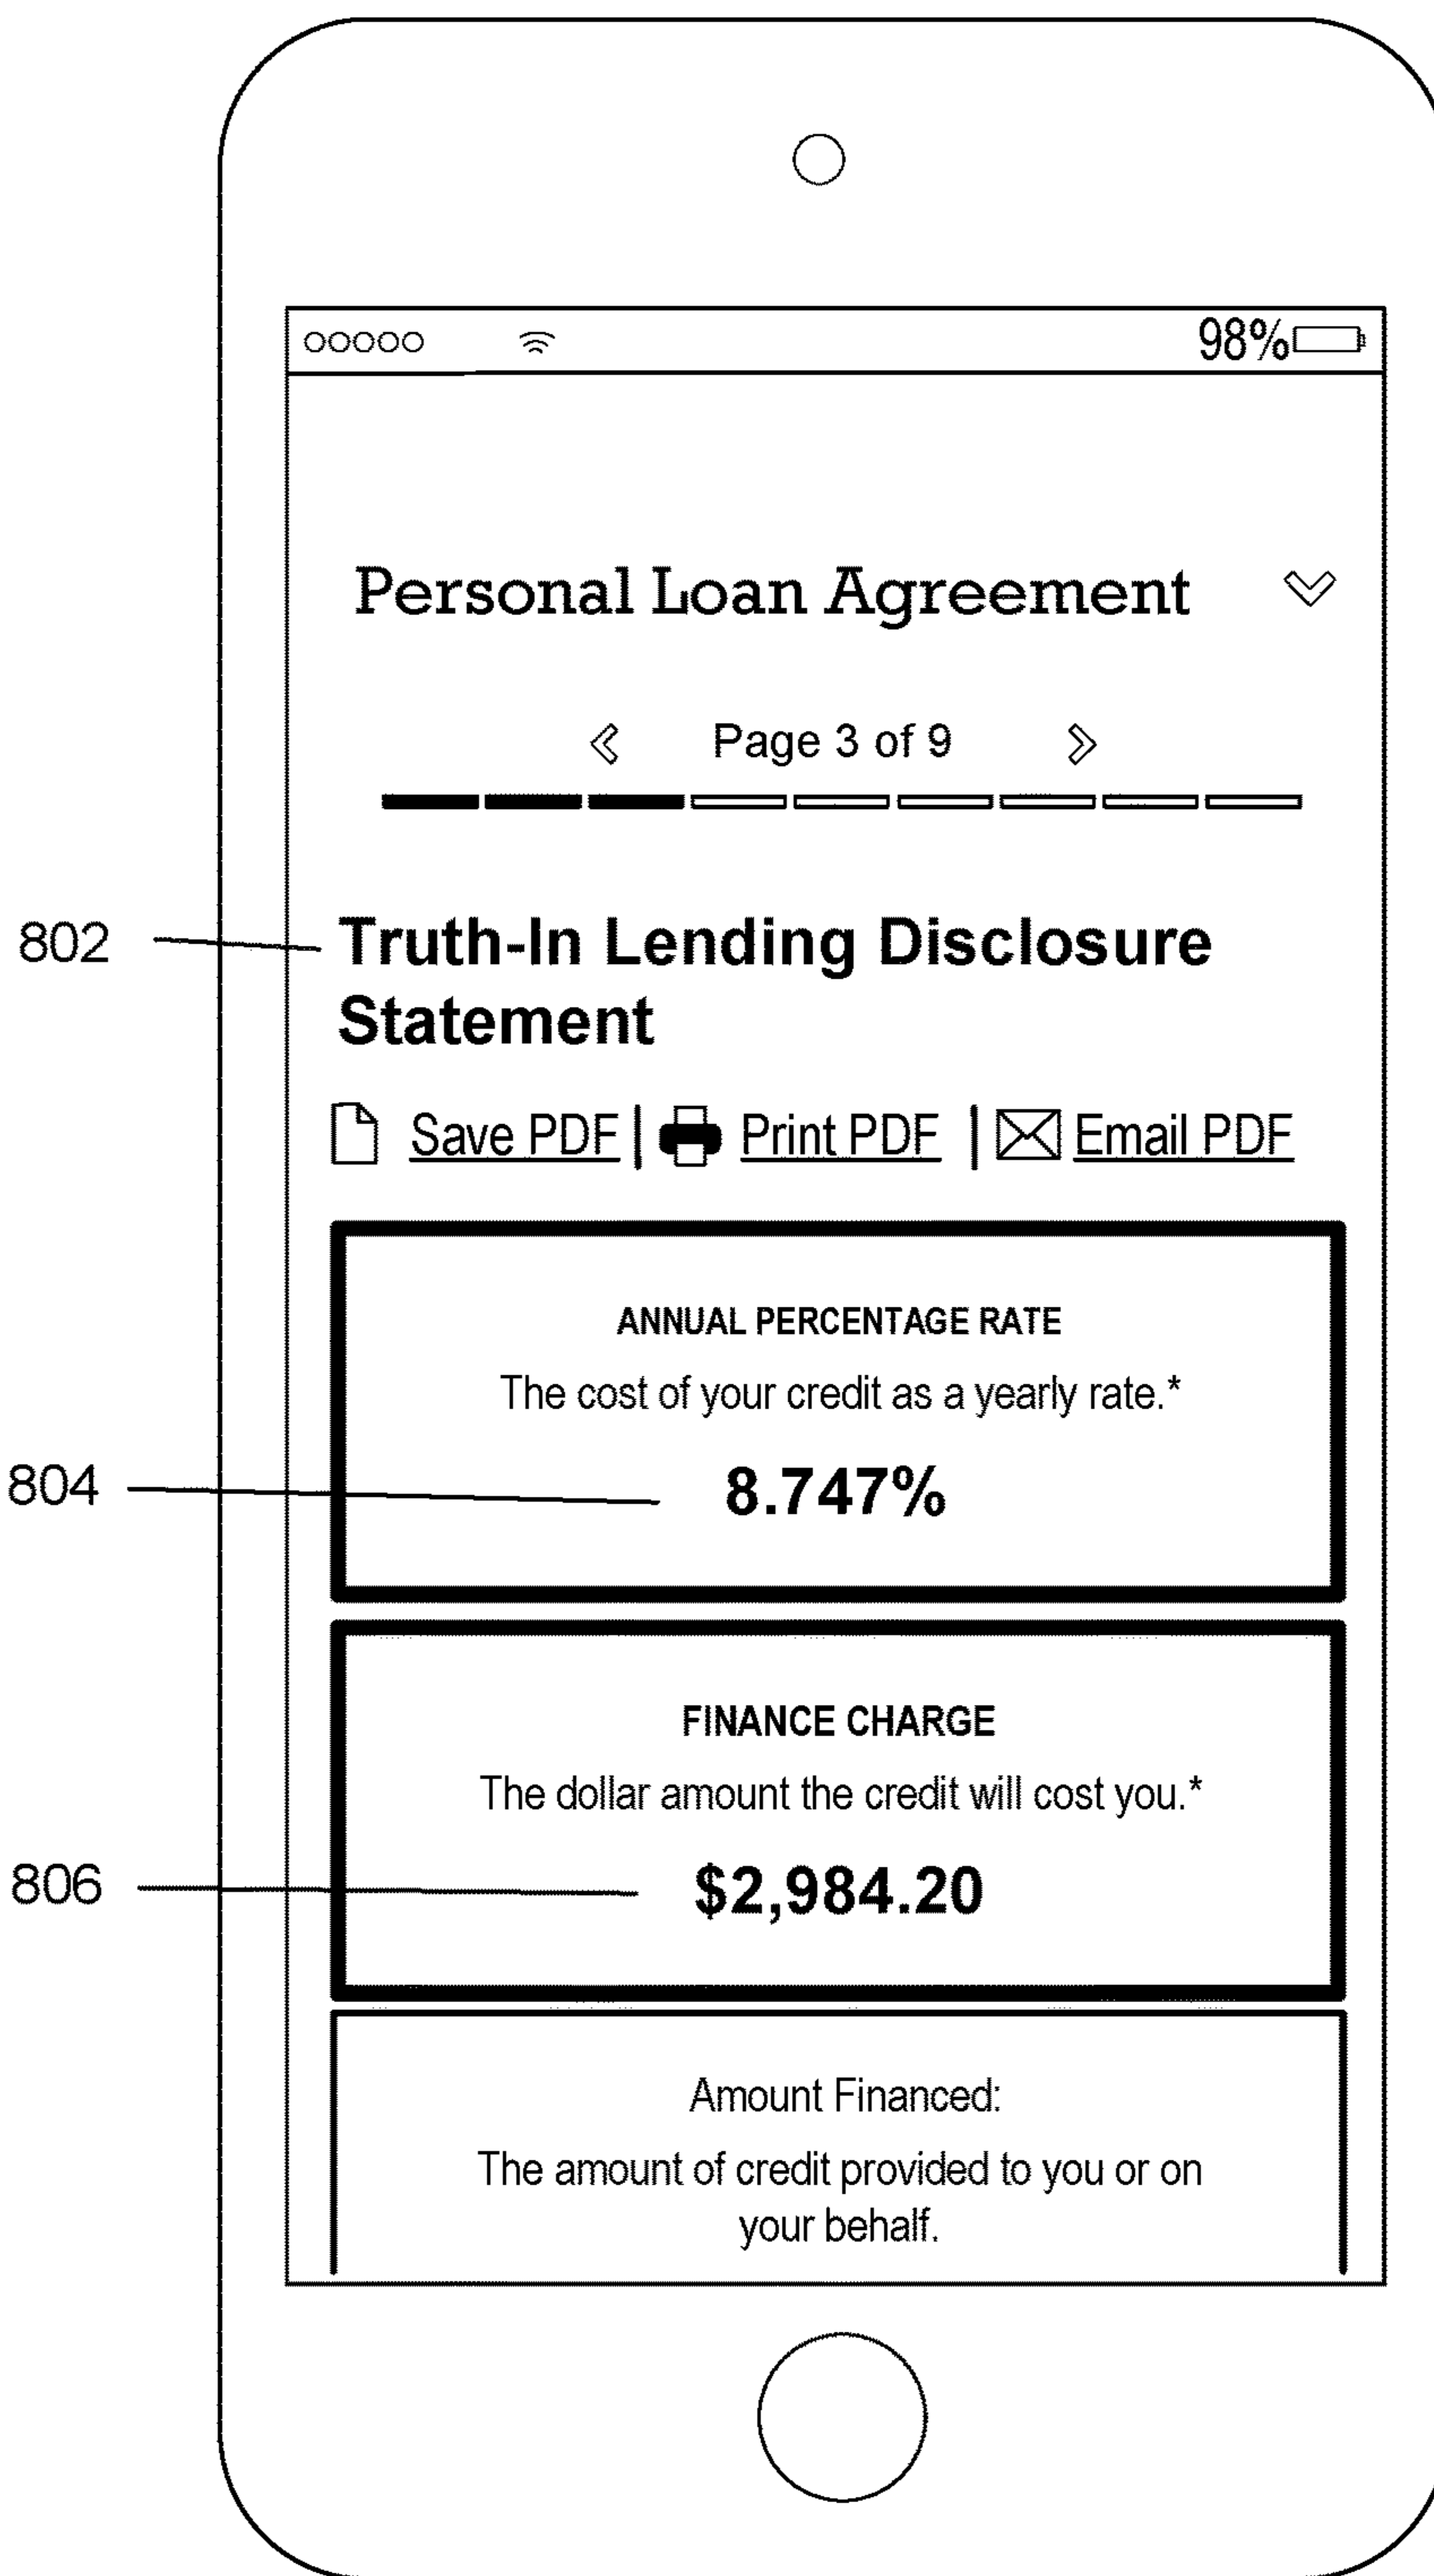 98%
Personal Loan Agreement
Page 3 of 9
802
Truth-In Lending Disclosure
Statement
Save PDF | Print PDF | Email PDF
ANNUAL PERCENTAGE RATE
The cost of your credit as a yearly rate.*
804
8.747%
FINANCE CHARGE
The dollar amount the credit will cost you.*
806
$2,984.20
Amount Financed:
The amount of credit provided to you or on
your behalf.